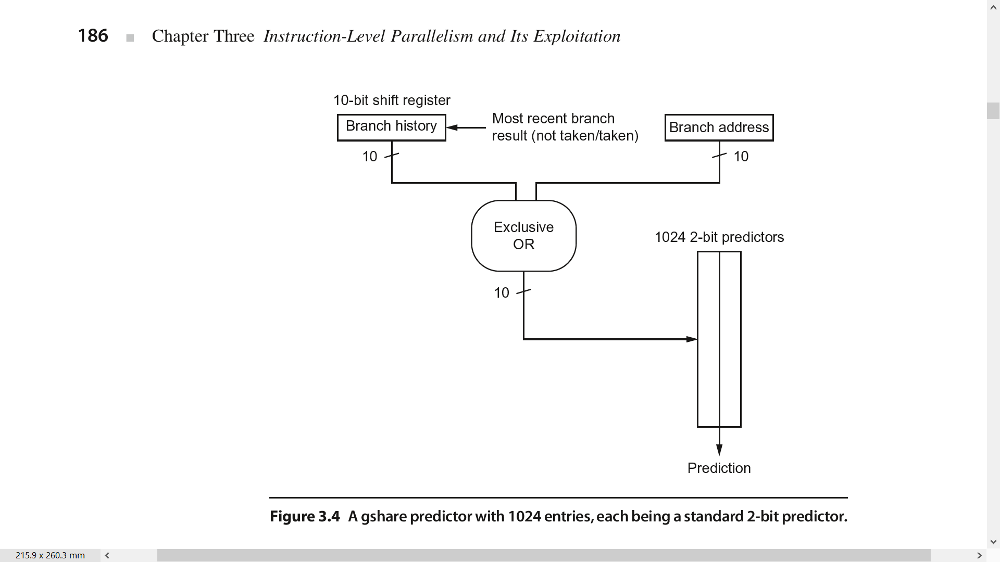 186 ■ Chapter Three Instruction-Level Parallelism and Its Exploitation
10-bit shift register
Branch history
Most recent branch
result (not taken/taken)
Branch address
10
10
Exclusive
OR
1024 2-bit predictors
10
Prediction
Figure 3.4 A gshare predictor with 1024 entries, each being a standard 2-bit predictor.
215.9 x 260.3 mm